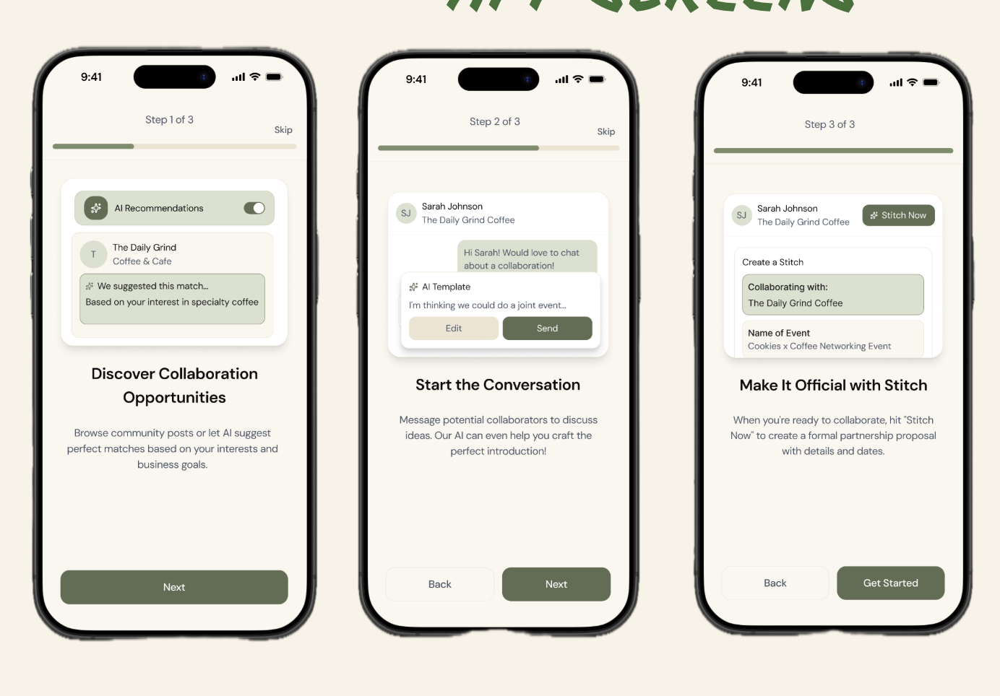 APP SCREENS
9:41
Step 1 of 3
Skip
AI Recommendations
T
The Daily Grind
Coffee & Cafe
We suggested this match...
Based on your interest in specialty coffee
Discover Collaboration
Opportunities
Browse community posts or let AI suggest
perfect matches based on your interests and
business goals.
Next
9:41
Step 2 of 3
Skip
SJ
Sarah Johnson
The Daily Grind Coffee
Hi Sarah! Would love to chat
about a collaboration!
AI Template
I'm thinking we could do a joint event...
Edit
Send
Start the Conversation
Message potential collaborators to discuss
ideas. Our AI can even help you craft the
perfect introduction!
Back
Next
9:41
Step 3 of 3
SJ
Sarah Johnson
The Daily Grind Coffee
Stitch Now
Create a Stitch
Collaborating with:
The Daily Grind Coffee
Name of Event
Cookies x Coffee Networking Event
Make It Official with Stitch
When you're ready to collaborate, hit "Stitch
Now" to create a formal partnership proposal
with details and dates.
Back
Get Started